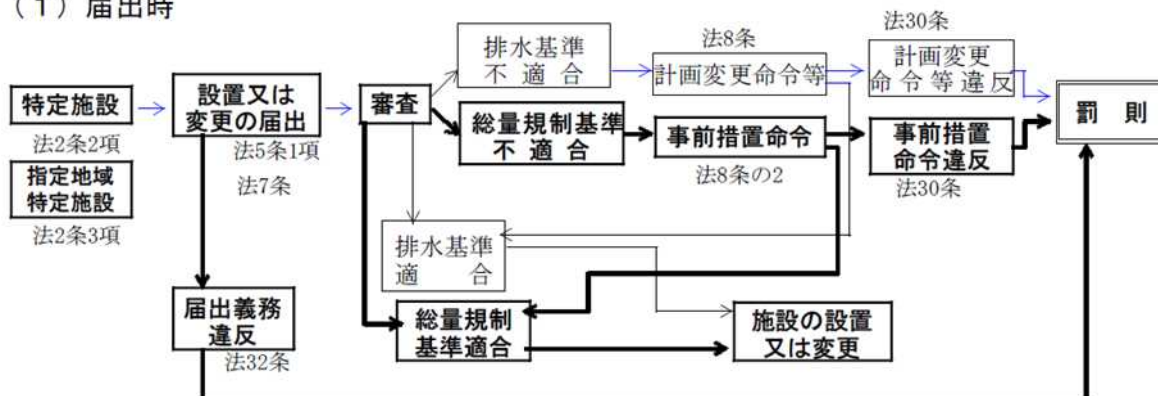 （１）届出時
特定施設
法2条2項
指定地域
特定施設
法2条3項
設置又は
変更の届出
法5条1項
法7条
届出義務
違反
法32条
審査
排水基準
不適合
総量規制基準
不適合
排水基準
適合
総量規制
基準適合
法8条
計画変更命令等
事前措置命令
法8条の2
施設の設置
又は変更
法30条
計画変更
命令等違反
事前措置
命令違反
法30条
罰則